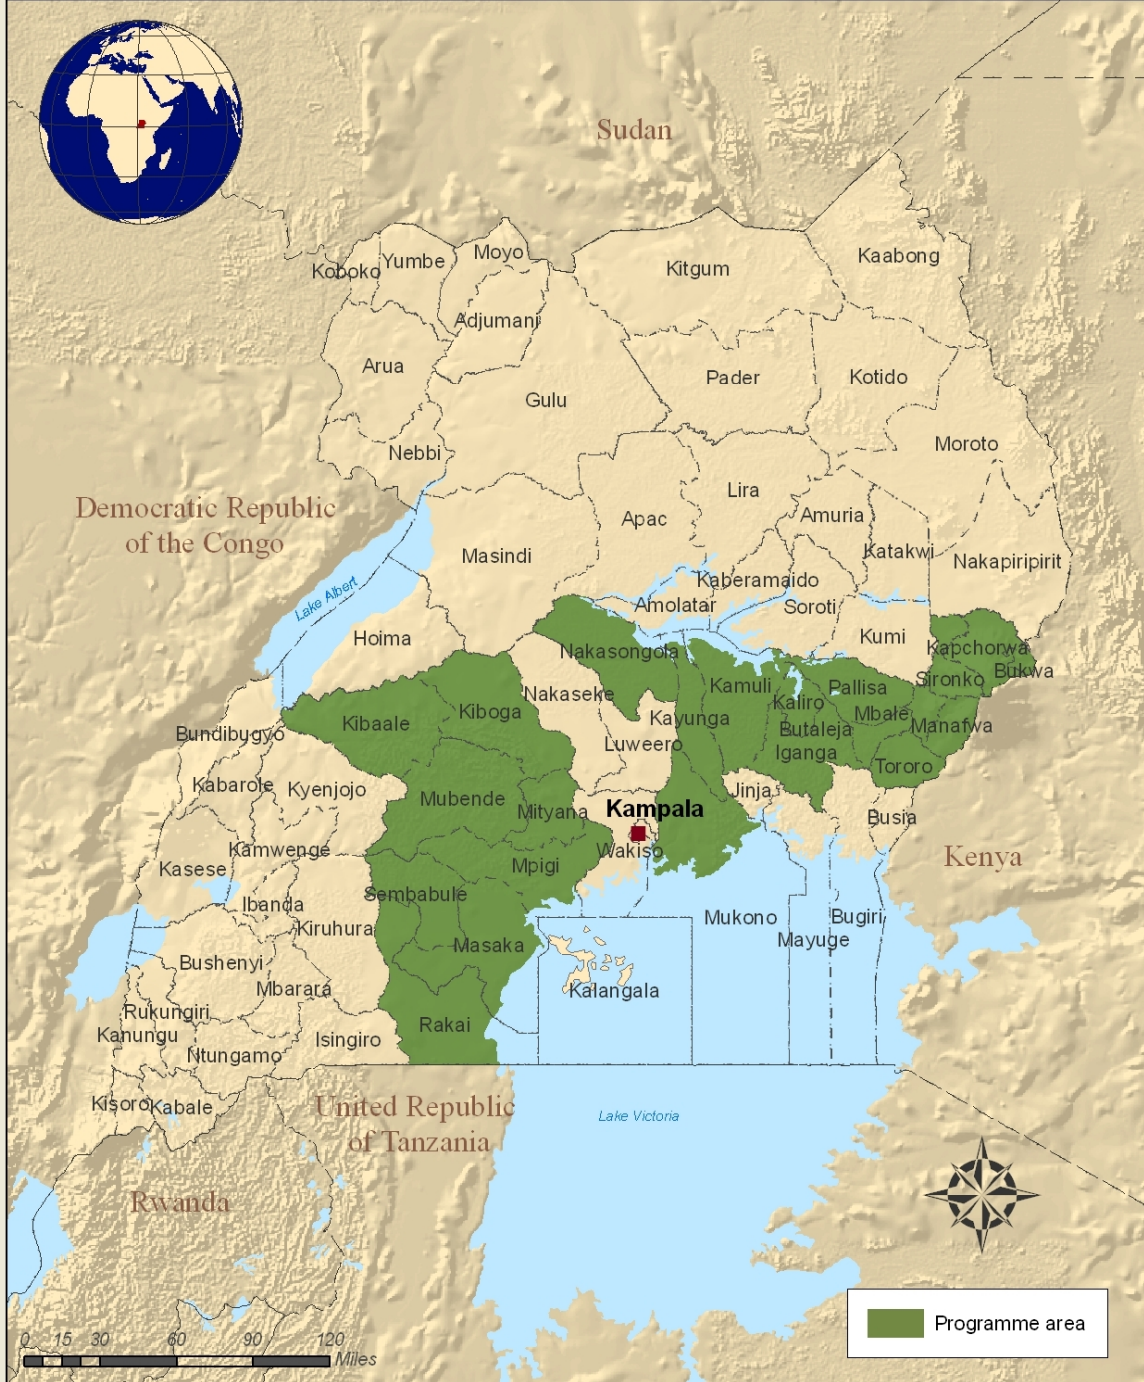 Sudan
Kaabong
Moyo
Yumbe
Koboko
Kitgum
Adjumani
Arua
Pader
Kotido
Gulu
Moroto
Nebbi
Lira
Democratic Republic
of the Congo
Apac
Amuria
Katakwi
Masindi
Nakapiripirit
Lake Albert
Kaberamaido
Amolatar
Soroti
Hoima
Kumi
Nakasongola
Kapchorwa
Bukwa
Sironko
Kamuli
Pallisa
Nakaseke
Kaliro
Kiboga
Mbale
Kibaale
Kayunga
Manafwa
Butaleja
Bundibugyo
Luweero
Iganga
Tororo
Kabarole
Kyenjojo
Jinja
Mubende
Mityana
Kampala
Busia
Wakiso
Kamwenge
Kenya
Kasese
Mpigi
Sembabule
Ibanda
Mukono
Bugiri
Kiruhura
Mayuge
Masaka
Bushenyi
Mbarara
Kalangala
Rukungiri
Rakai
Kanungu
Isingiro
Ntungamo
Kisoro
Kabale
United Republic
of Tanzania
Lake Victoria
Rwanda
Programme area
0 15 30 60 90 120
Miles